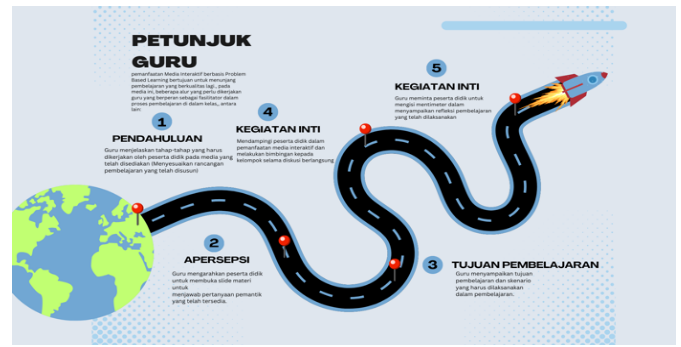 PETUNJUK
GURU
pemanfaatan Media interaktif berbasis Problem
Based Learning bertujuan untuk menunjang
pembelajaran yang berkualitas lagi, pada
media ini, beberapa alur yang perlu dikerjakan
guru yang berperan sebagai fasilitator dalam
proses pembelajaran di dalam kelas, antara
lain:
1
PENDAHULUAN
Guru menjelaskan tahap-tahap yang harus
dikerjakan oleh peserta didik pada media yang
telah disediakan (Menyesuaikan rancangan
pembelajaran yang telah disusun)
2
APERSEPSI
Guru mengarahkan peserta didik
untuk membuka slide materi
untuk
menjawab pertanyaan pemantik
yang telah tersedia.
3
TUJUAN PEMBELAJARAN
Guru menyampaikan tujuan
pembelajaran dan skenario
yang harus dilaksanakan
dalam pembelajaran.
4
KEGIATAN INTI
Mendampingi peserta didik dalam
pemanfaatan media interaktif dan
melakukan bimbingan kepada
kelompok selama diskusi berlangsung
5
KEGIATAN INTI
Guru meminta peserta didik untuk
mengisi mentimeter dalam
menyampaikan refleksi pembelajaran
yang telah dilaksanakan